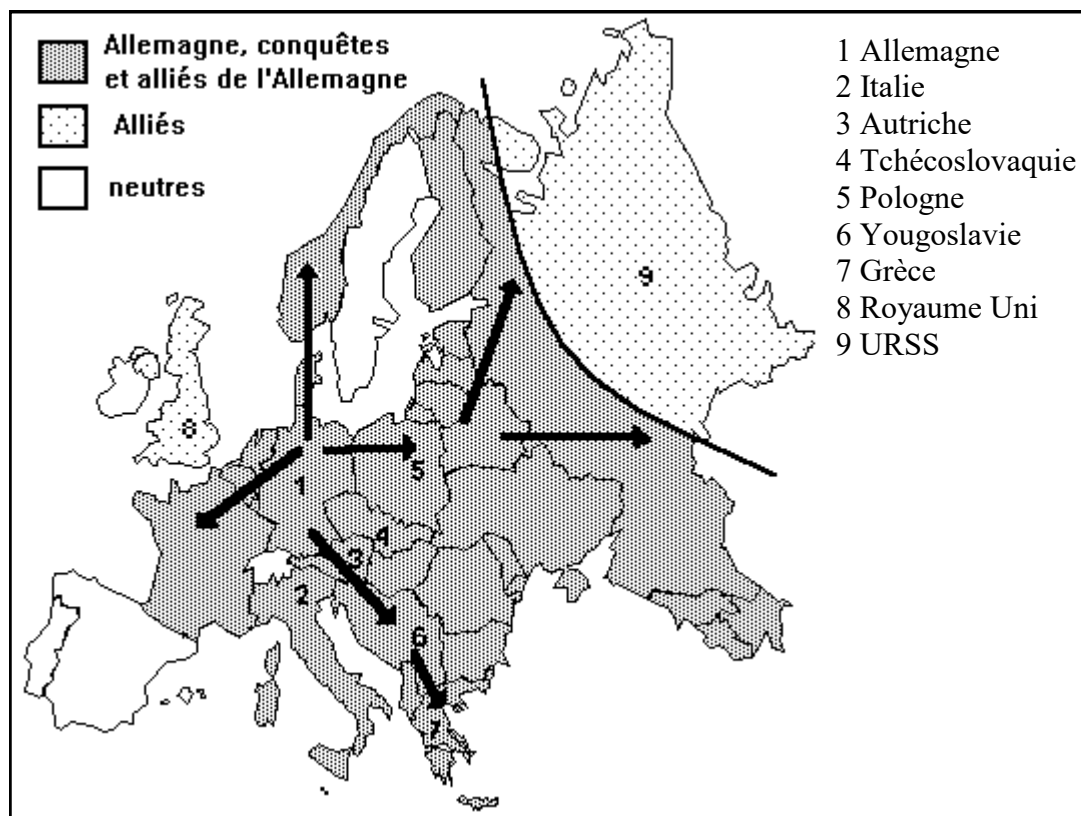 Allemagne, conquêtes
et alliés de l'Allemagne
Alliés
neutres
1 Allemagne
2 Italie
3 Autriche
4 Tchécoslovaquie
5 Pologne
6 Yougoslavie
7 Grèce
8 Royaume Uni
9 URSS
9
8
5
1
4
3
2
6
7